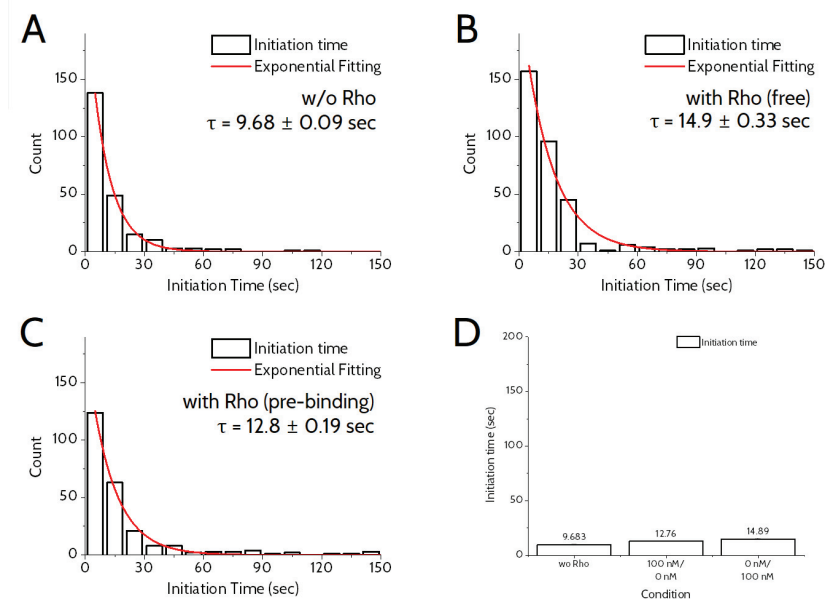 A
Initiation time
Exponential Fitting
w/o Rho
τ = 9.68 ± 0.09 sec
Count
150
100
50
0
0 30 60 90 120 150
Initiation Time (sec)
B
Initiation time
Exponential Fitting
with Rho (free)
τ = 14.9 ± 0.33 sec
Count
150
100
50
0
0 30 60 90 120 150
Initiation Time (sec)
C
Initiation time
Exponential Fitting
with Rho (pre-binding)
τ = 12.8 ± 0.19 sec
Count
150
100
50
0
0 30 60 90 120 150
Initiation Time (sec)
D
Initiation time
Initiation time (sec)
200
150
100
50
0
9.683 12.76 14.89
wo Rho 100 nM/ 0 nM/
0 nM 100 nM
Condition